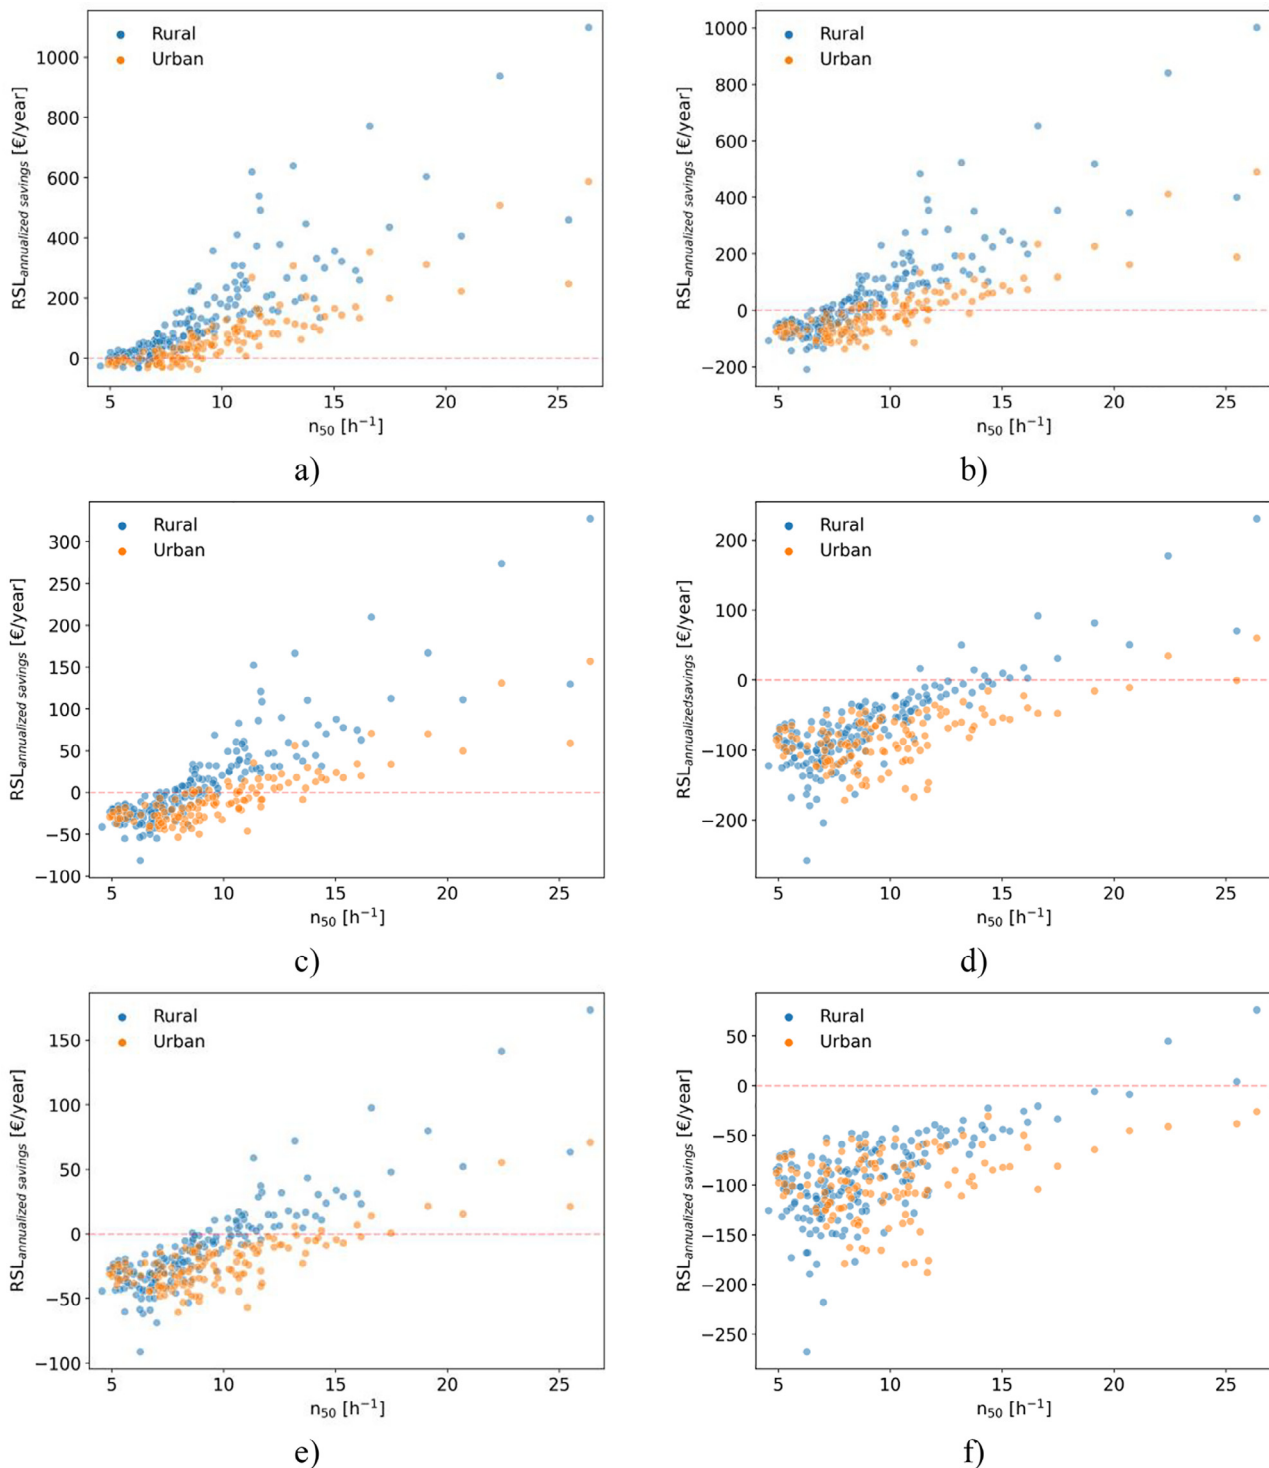 Rural
Urban
1000
800
600
400
200
0
5 10 15 20 25
n50 [h−1]
RSLannualized savings [€/year]
a)
Rural
Urban
1000
800
600
400
200
0
−200
5 10 15 20 25
n50 [h−1]
RSLannualized savings [€/year]
b)
Rural
Urban
300
250
200
150
100
50
0
−50
−100
5 10 15 20 25
n50 [h−1]
RSLannualized savings [€/year]
c)
Rural
Urban
200
100
0
−100
−200
5 10 15 20 25
n50 [h−1]
RSLannualizedsavings [€/year]
d)
Rural
Urban
150
100
50
0
−50
−100
5 10 15 20 25
n50 [h−1]
RSLannualized savings [€/year]
e)
Rural
Urban
50
0
−50
−100
−150
−200
−250
5 10 15 20 25
n50 [h−1]
RSLannualized savings [€/year]
f)